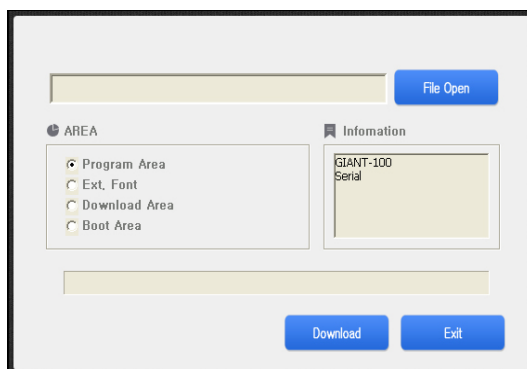 File Open
AREA
Infomation
Program Area
Ext. Font
Download Area
Boot Area
GIANT-100
Serial
Download
Exit